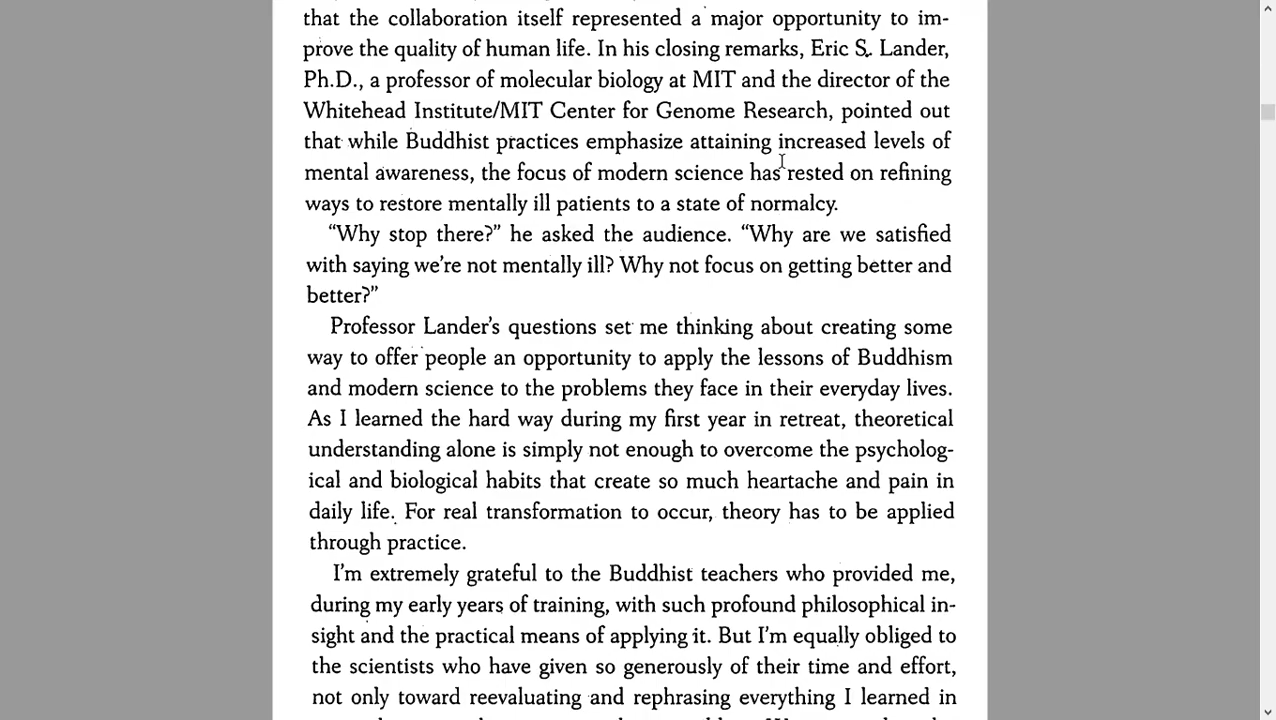 that the collaboration itself represented a major opportunity to im-
prove the quality of human life. In his closing remarks, Eric S. Lander,
Ph.D., a professor of molecular biology at MIT and the director of the
Whitehead Institute/MIT Center for Genome Research, pointed out
that while Buddhist practices emphasize attaining increased levels of
mental awareness, the focus of modern science has rested on refining
ways to restore mentally ill patients to a state of normalcy.
“Why stop there?” he asked the audience. “Why are we satisfied
with saying we’re not mentally ill? Why not focus on getting better and
better?”
Professor Lander’s questions set me thinking about creating some
way to offer people an opportunity to apply the lessons of Buddhism
and modern science to the problems they face in their everyday lives.
As I learned the hard way during my first year in retreat, theoretical
understanding alone is simply not enough to overcome the psycholog-
ical and biological habits that create so much heartache and pain in
daily life. For real transformation to occur, theory has to be applied
through practice.
I’m extremely grateful to the Buddhist teachers who provided me,
during my early years of training, with such profound philosophical in-
sight and the practical means of applying it. But I’m equally obliged to
the scientists who have given so generously of their time and effort,
not only toward reevaluating and rephrasing everything I learned in